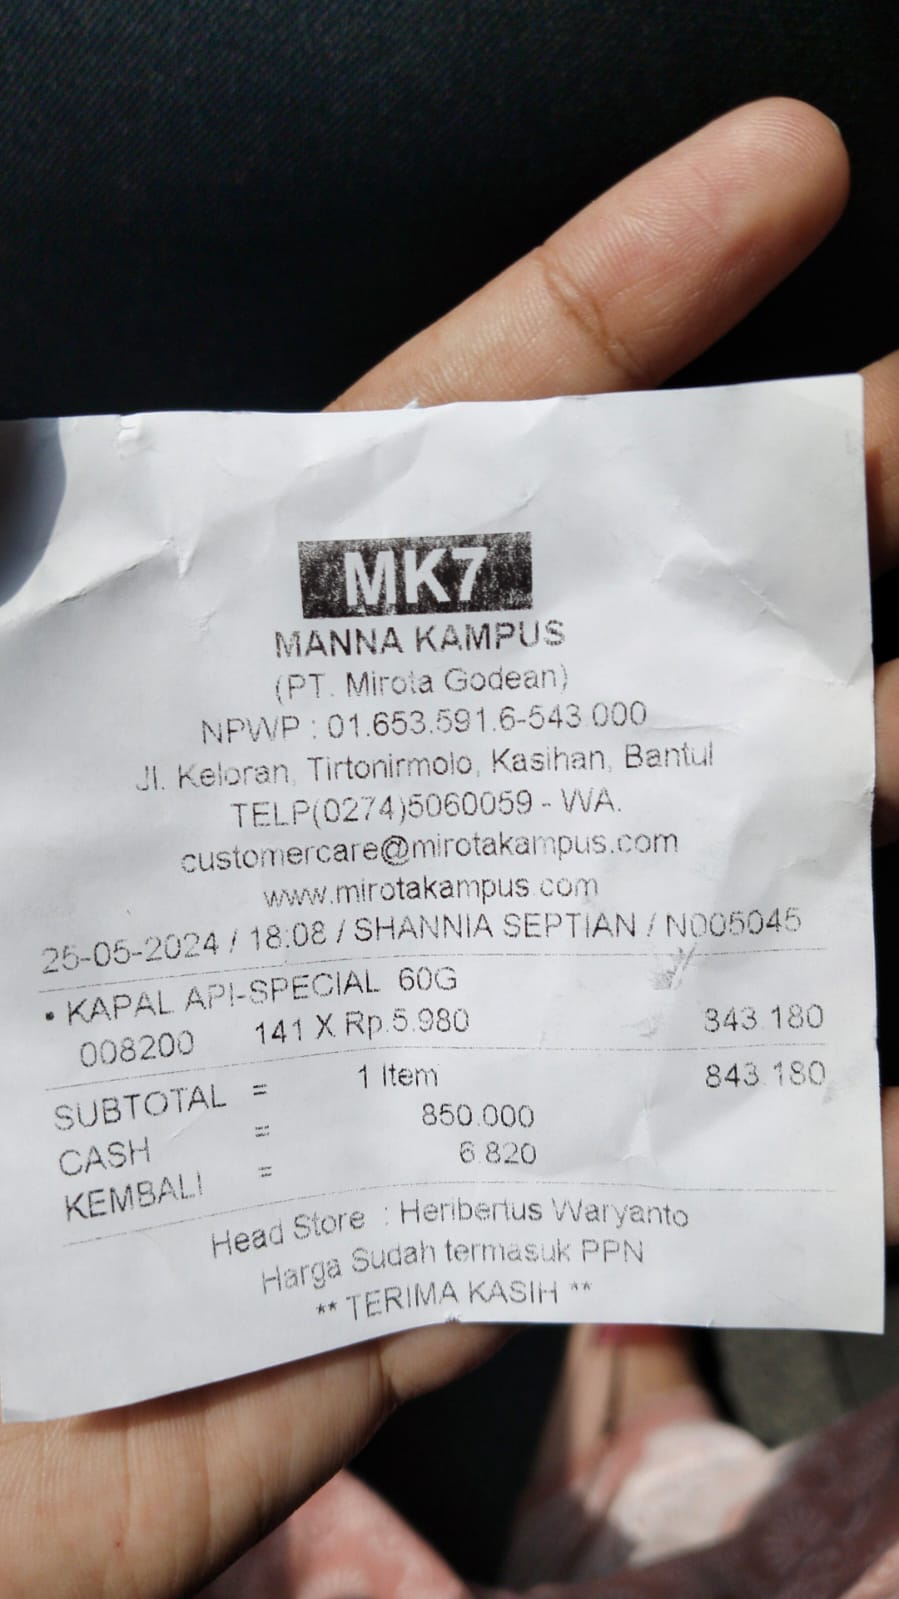 MK7
MANNA KAMPUS
(PT. Mirota Godean)
NPWP : 01.653.591.6-543.000
Jl. Keloran, Tirtonirmolo, Kasihan, Bantul
TELP(0274)5060059 - WA.
customercare@mirotakampus.com
www.mirotakampus.com
25-05-2024 / 18:08 / SHANNIA SEPTIAN / N005045
• KAPAL API-SPECIAL 60G
008200 141 X Rp.5.980 843.180
SUBTOTAL = 1 Item 843.180
CASH = 850.000
KEMBALI = 6.820
Head Store : Heribertus Waryanto
Harga Sudah termasuk PPN
** TERIMA KASIH **